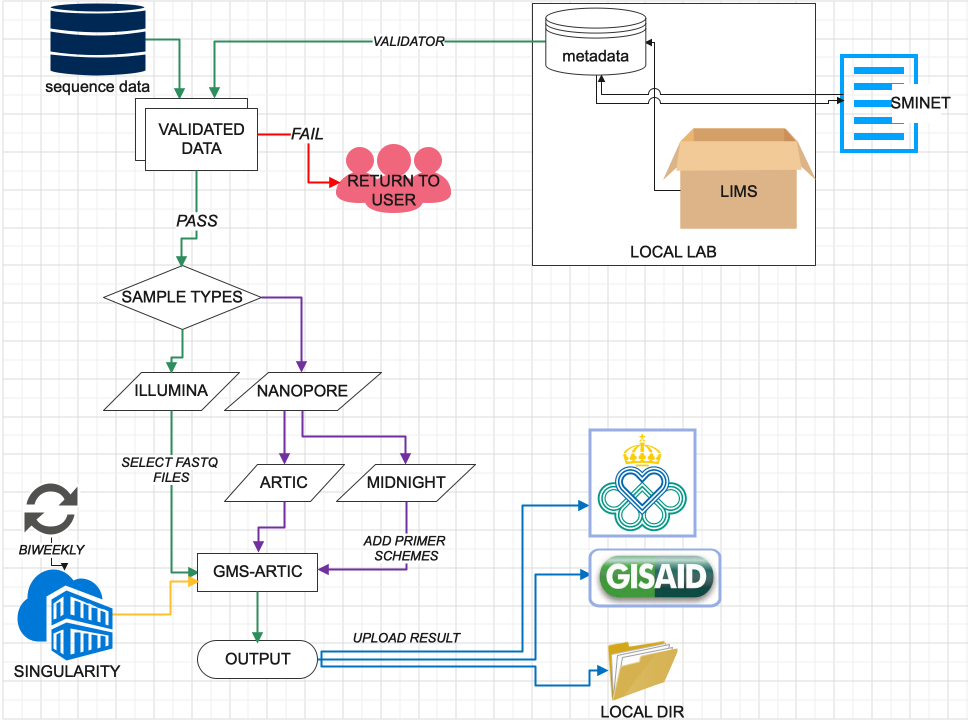 VALIDATOR
metadata
sequence data
SMINET
VALIDATED
DATA
FAIL
RETURN TO
USER
LIMS
PASS
LOCAL LAB
SAMPLE TYPES
ILLUMINA
NANOPORE
SELECT FASTQ
FILES
ARTIC
MIDNIGHT
BIWEEKLY
ADD PRIMER
SCHEMES
GMS-ARTIC
GISAID
SINGULARITY
OUTPUT
UPLOAD RESULT
LOCAL DIR